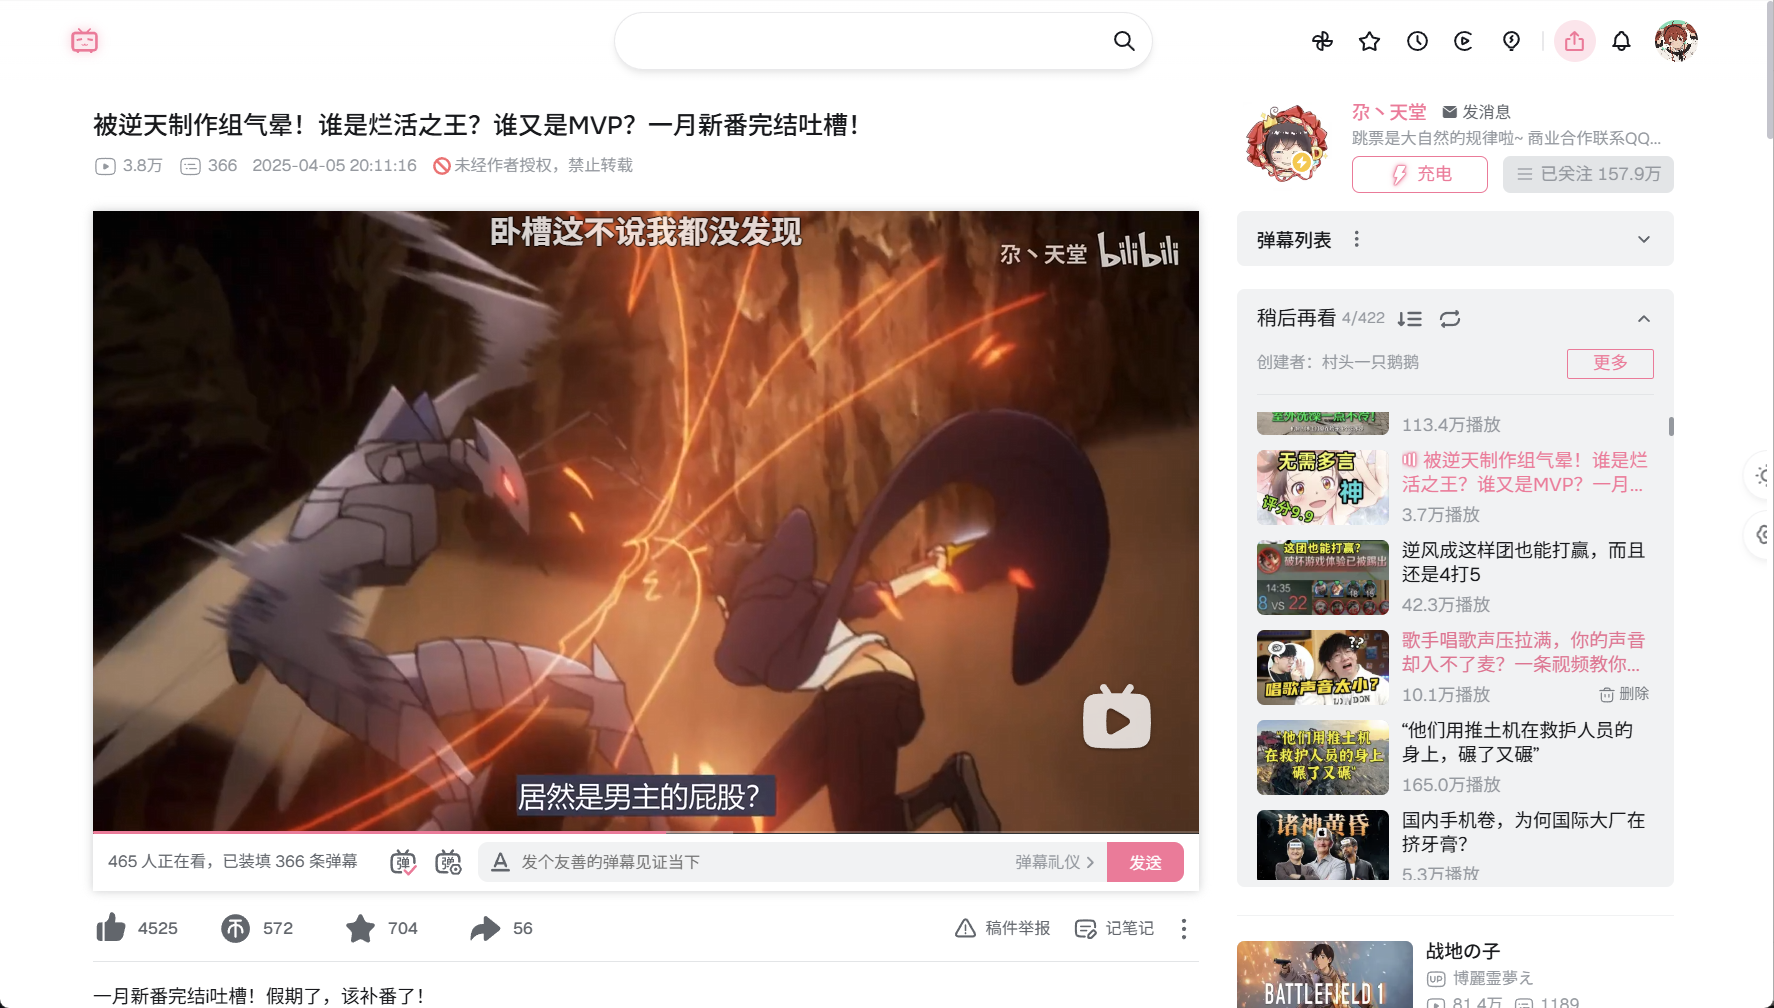 被逆天制作组气晕！谁是烂活之王？谁又是MVP？一月新番完结吐槽！
3.8万 366 2025-04-05 20:11:16 未经作者授权，禁止转载
尕丶天堂 发消息
跳票是大自然的规律啦~ 商业合作联系QQ...
充电
已关注 157.9万
卧槽这不说我都没发现
尕丶天堂 bilibili
居然是男主的屁股？
465 人正在看，已装填 366 条弹幕
发个友善的弹幕见证当下
弹幕礼仪
发送
4525 572 704 56
稿件举报 记笔记
一月新番完结i吐槽！假期了，该补番了！
弹幕列表
稍后再看 4/422
创建者：村头一只鹅鹅
更多
113.4万播放
无需多言
神
评分9.9
被逆天制作组气晕！谁是烂
活之王？谁又是MVP？一月...
3.7万播放
这团也能打赢？
破坏游戏体验已被踢出
14:35
8 VS 22
逆风成这样团也能打赢，而且
还是4打5
42.3万播放
唱歌声音太小？
歌手唱歌声压拉满，你的声音
却入不了麦？一条视频教你...
10.1万播放
删除
“他们用推土机
在救护人员的身上
碾了又碾”
“他们用推土机在救护人员的
身上，碾了又碾”
165.0万播放
诸神黄昏
国内手机卷，为何国际大厂在
挤牙膏？
5.3万播放
BATTLEFIELD 1
战地の子
UP 博麗霊夢え
81.4万 1189